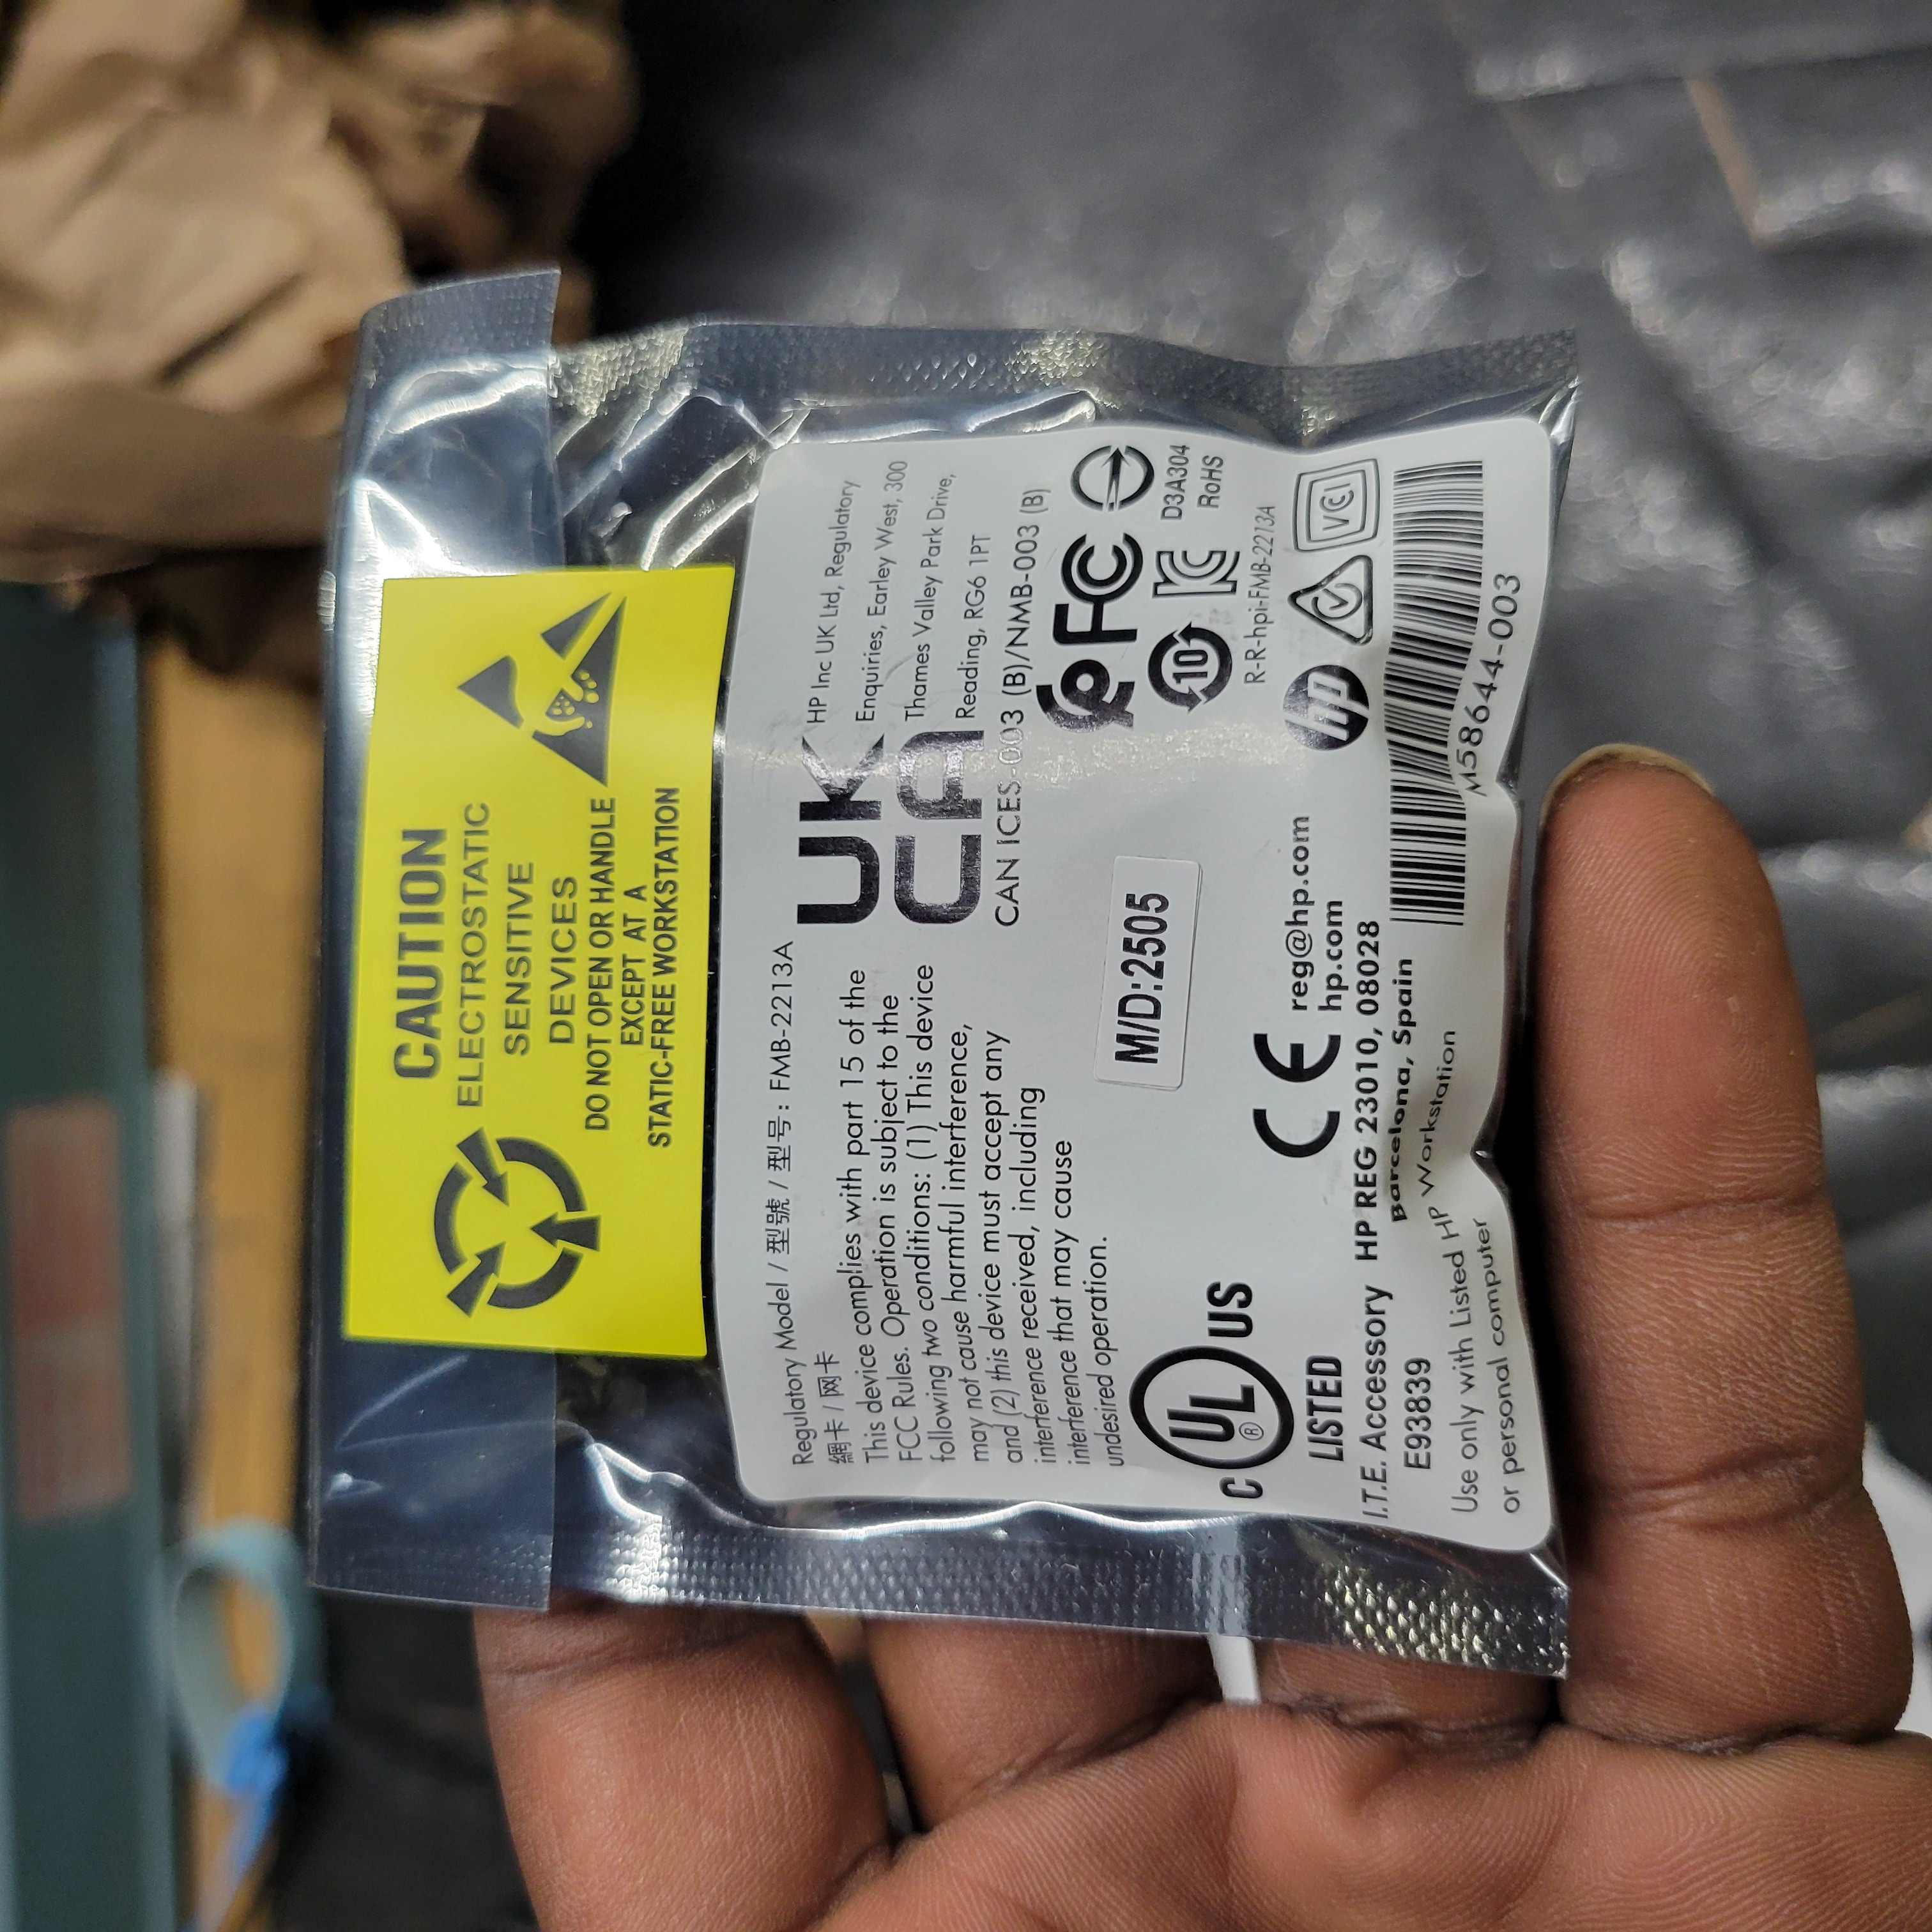 CAUTION
ELECTROSTATIC
SENSITIVE
DEVICES
DO NOT OPEN OR HANDLE
EXCEPT AT A
STATIC-FREE WORKSTATION
Regulatory Model / 型號 / 型号: FMB-2213A
網卡 / 网卡
This device complies with part 15 of the
FCC Rules. Operation is subject to the
following two conditions: (1) This device
may not cause harmful interference,
and (2) this device must accept any
interference received, including
interference that may cause
undesired operation.
UK
CA
HP Inc UK Ltd, Regulatory
Enquiries, Earley West, 300
Thames Valley Park Drive,
Reading, RG6 1PT
CAN ICES-003 (B)/NMB-003 (B)
FC
10
D3A304
RoHS
R-R-hpi-FMB-2213A
M/D:2505
C UL ® US
LISTED
I.T.E. Accessory
E93839
CE
reg@hp.com
hp.com
HP REG 23010, 08028
Barcelona, Spain
Use only with Listed HP Workstation
or personal computer
hp
VCI
M58644-003